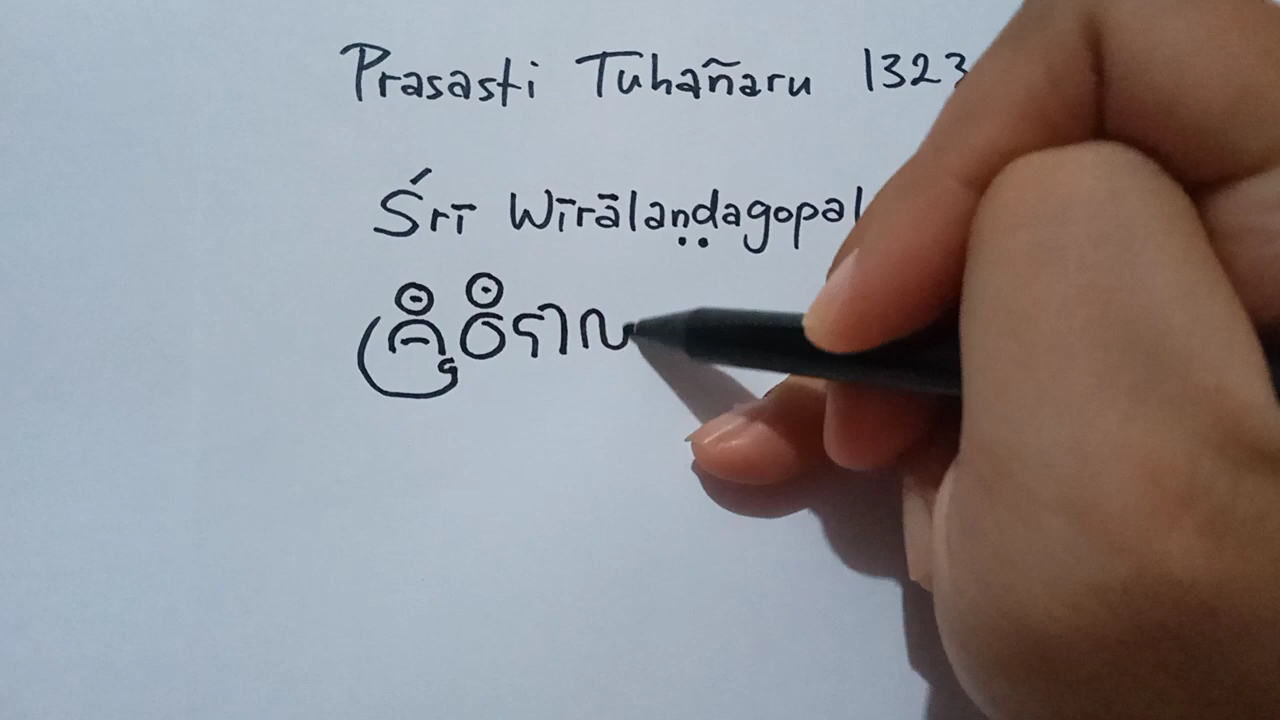 Prasasti Tuhañaru 1323
Śrī Wīrālaṇḍagopal
𑼯𑽂𑼬𑼷𑼮𑼷𑼬𑼴𑼭